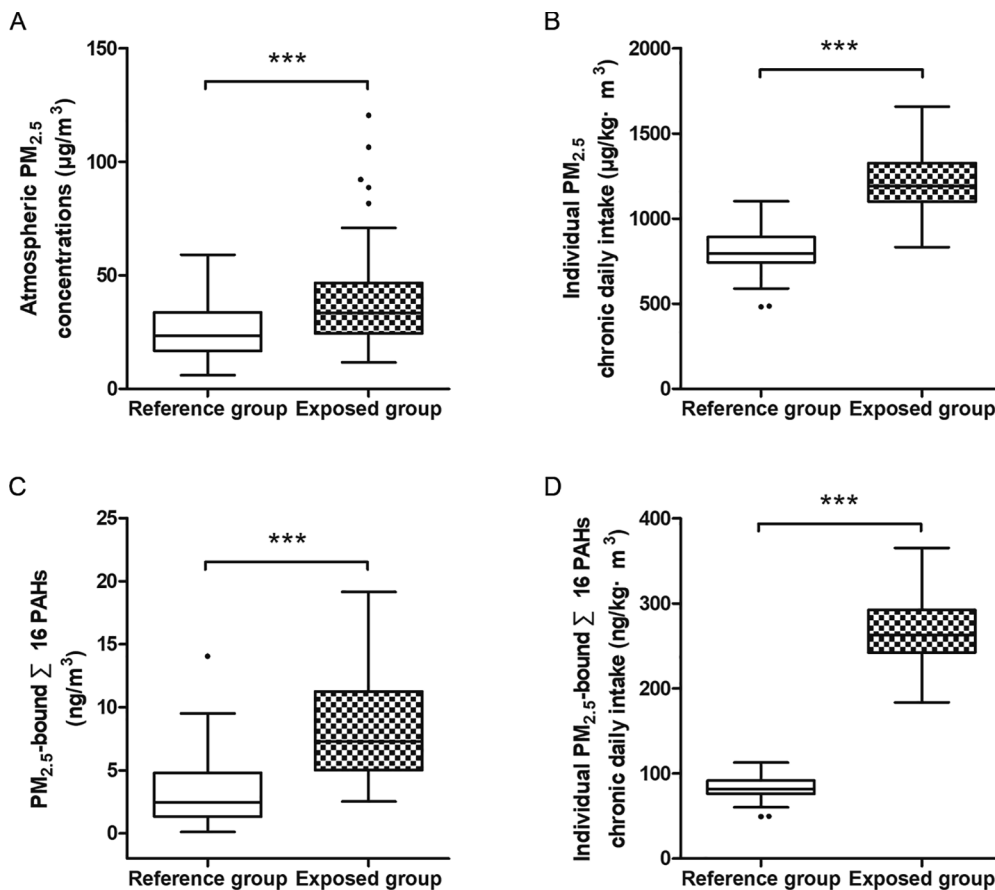 A
Atmospheric PM2.5
concentrations (μg/m3)
150
100
50
0
***
Reference group Exposed group
B
Individual PM2.5
chronic daily intake (μg/kg· m 3)
2000
1500
1000
500
0
***
Reference group Exposed group
C
PM2.5-bound ∑ 16 PAHs
(ng/m3)
25
20
15
10
5
0
***
Reference group Exposed group
D
Individual PM2.5-bound ∑ 16 PAHs
chronic daily intake (ng/kg· m 3)
400
300
200
100
0
***
Reference group Exposed group